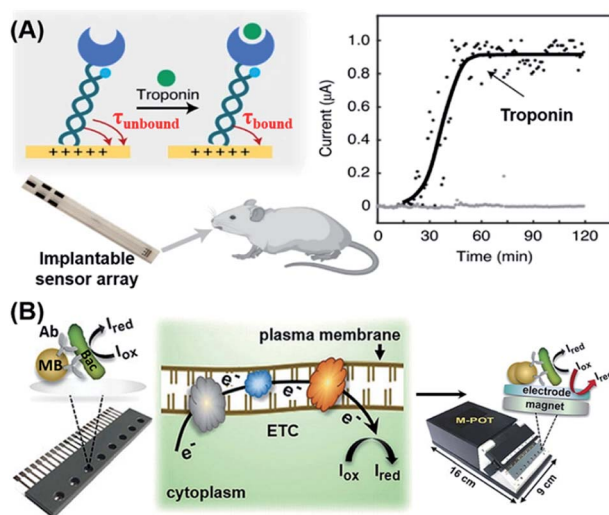 (A)
Troponin
τunbound
τbound
+ + + + +
+ + + + +
Implantable
sensor array
Current (μA)
1.0
0.8
0.6
0.4
0.2
0
Troponin
0
30
60
90
120
Time (min)
(B)
Ab
MB
Bac
Ired
Iox
plasma membrane
e-
e-
e-
e-
ETC
Iox
Ired
cytoplasm
Ired
Iox
Ired
electrode
magnet
M-POT
16 cm
9 cm